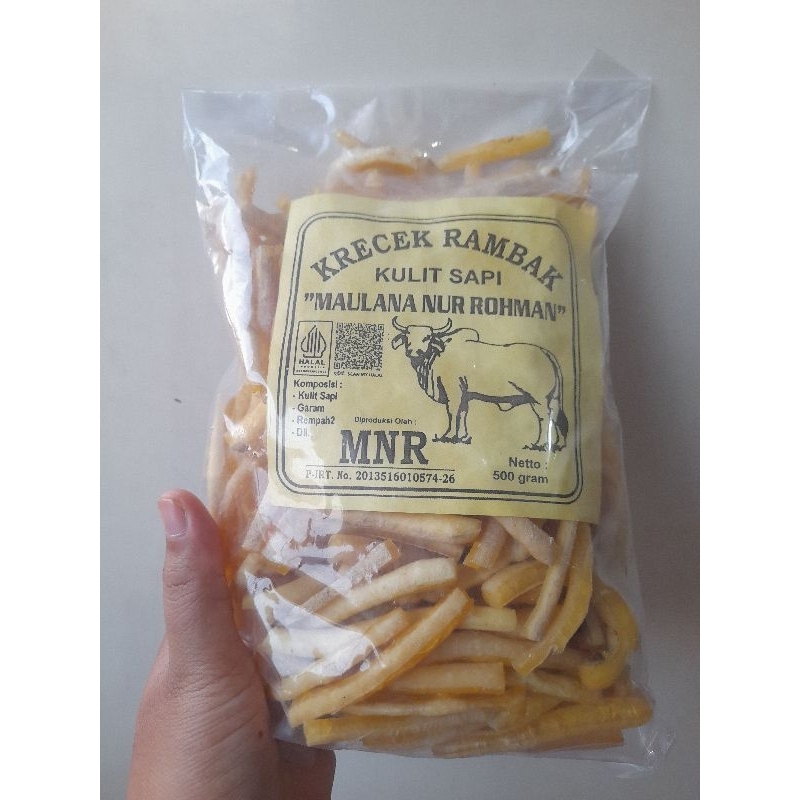 KRECEK RAMBAK
KULIT SAPI
"MAULANA NUR ROHMAN"
HALAL
Komposisi :
- Kulit Sapi
- Garam
- Rempah2
- Dll.
Diproduksi Oleh :
MNR
P-IRT. No. 2013516010574-26
Netto :
500 gram